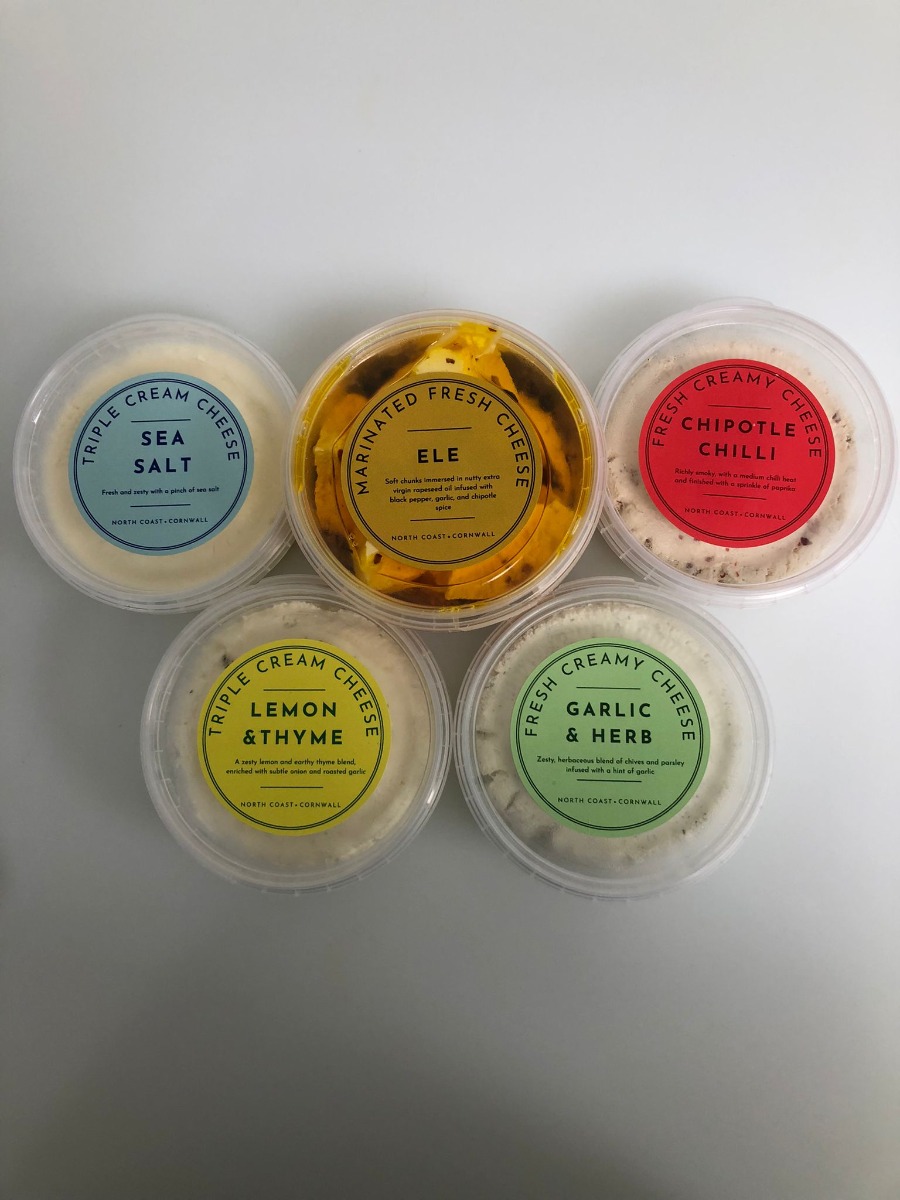 TRIPLE CREAM CHEESE
SEA
SALT
Fresh and zesty with a pinch of sea salt
NORTH COAST • CORNWALL
MARINATED FRESH CHEESE
ELE
Soft chunks immersed in nutty extra
virgin rapeseed oil infused with
black pepper, garlic, and chipotle
spice
NORTH COAST • CORNWALL
FRESH CREAMY CHEESE
CHIPOTLE
CHILLI
Richly smoky, with a medium chilli heat
and finished with a sprinkle of paprika
NORTH COAST • CORNWALL
TRIPLE CREAM CHEESE
LEMON
&THYME
A zesty lemon and earthy thyme blend,
enriched with subtle onion and roasted garlic
NORTH COAST • CORNWALL
FRESH CREAMY CHEESE
GARLIC
& HERB
Zesty, herbaceous blend of chives and parsley
infused with a hint of garlic
NORTH COAST • CORNWALL